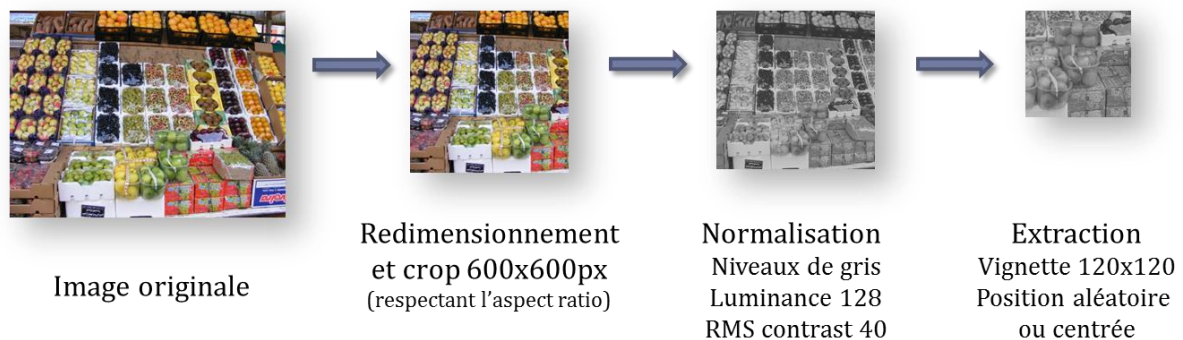 Image originale
Redimensionnement
et crop 600x600px
(respectant l'aspect ratio)
Normalisation
Niveaux de gris
Luminance 128
RMS contrast 40
Extraction
Vignette 120x120
Position aléatoire
ou centrée